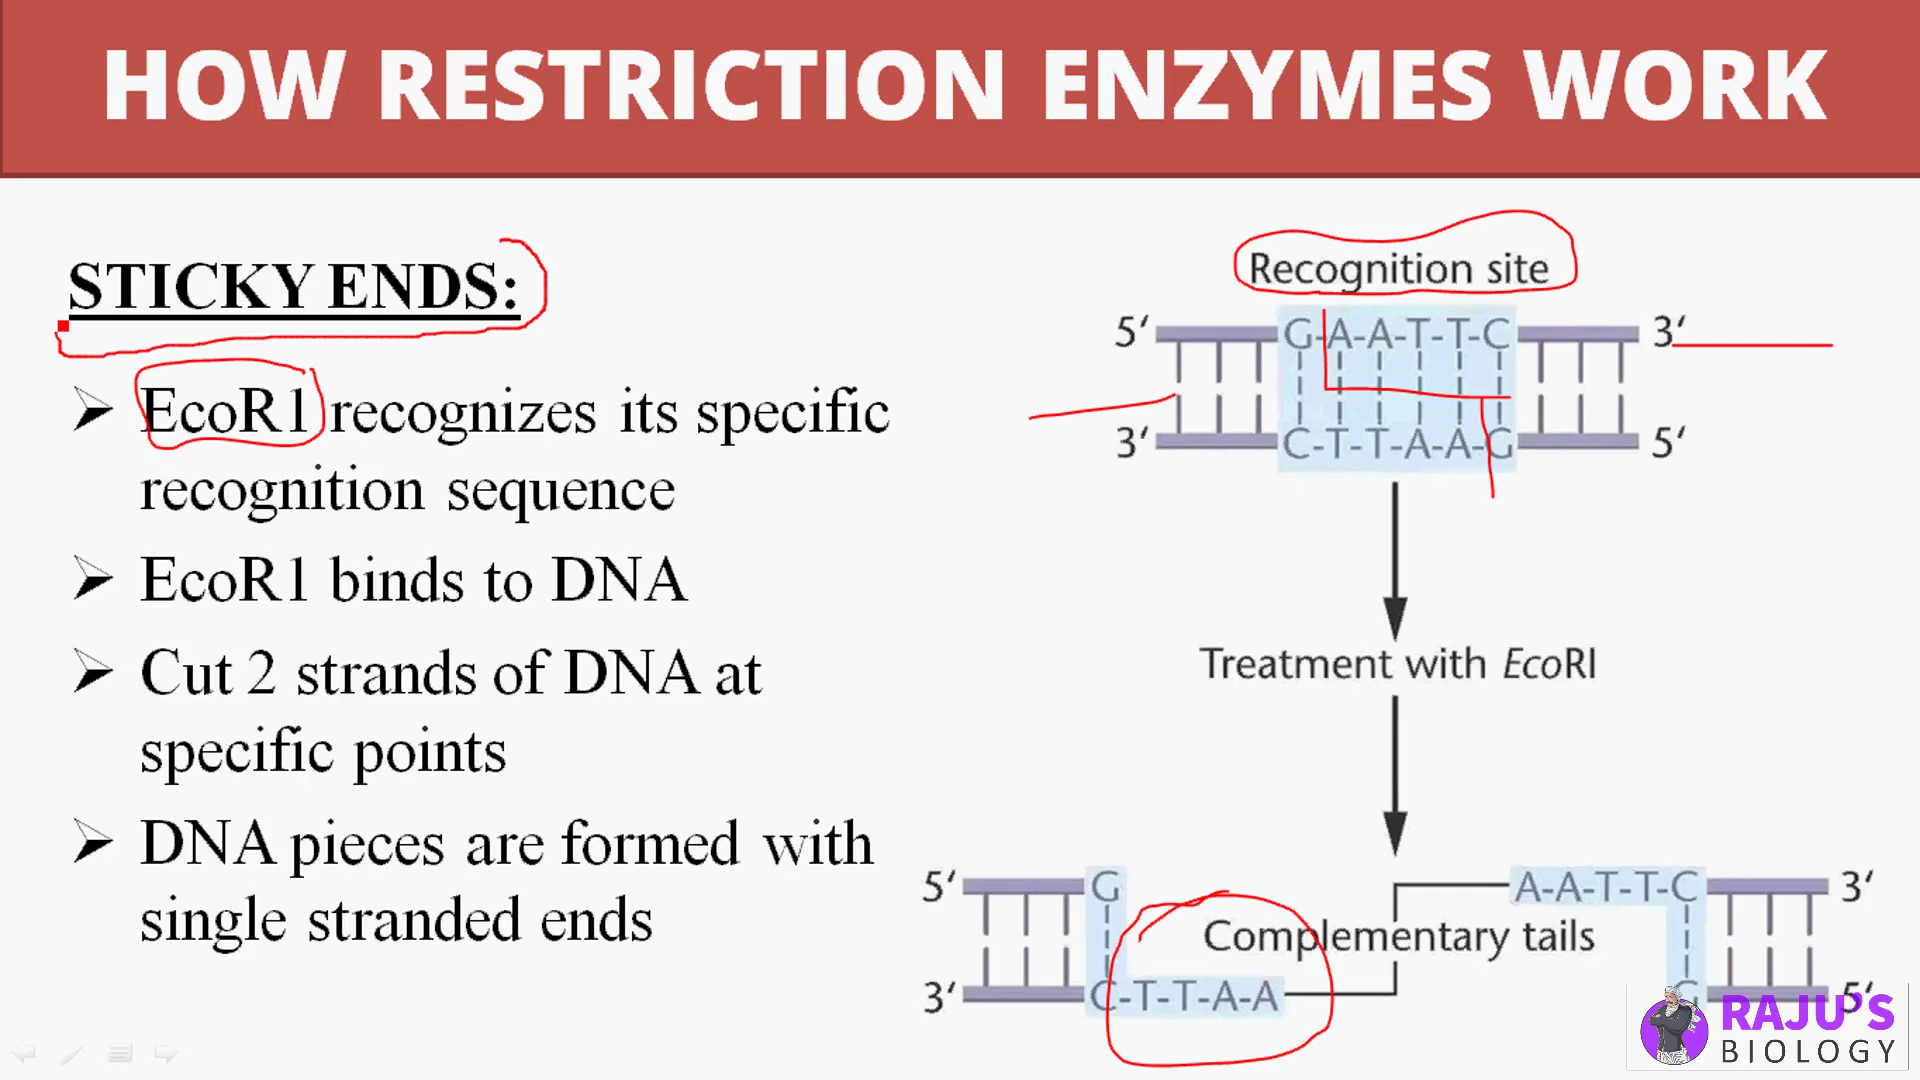 HOW RESTRICTION ENZYMES WORK
STICKY ENDS:
EcoR1 recognizes its specific
recognition sequence
EcoR1 binds to DNA
Cut 2 strands of DNA at
specific points
DNA pieces are formed with
single stranded ends
Recognition site
5′ G-A-A-T-T-C 3′
3′ C-T-T-A-A-G 5′
Treatment with EcoRI
5′ G A-A-T-T-C 3′
Complementary tails
3′ C-T-T-A-A G 5′
RAJU'S
BIOLOGY